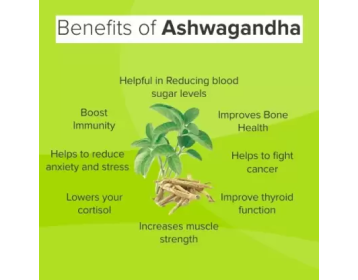 Benefits of Ashwagandha
Helpful in Reducing blood
sugar levels
Boost
Immunity
Improves Bone
Health
Helps to reduce
anxiety and stress
Helps to fight
cancer
Lowers your
cortisol
Improve thyroid
function
Increases muscle
strength